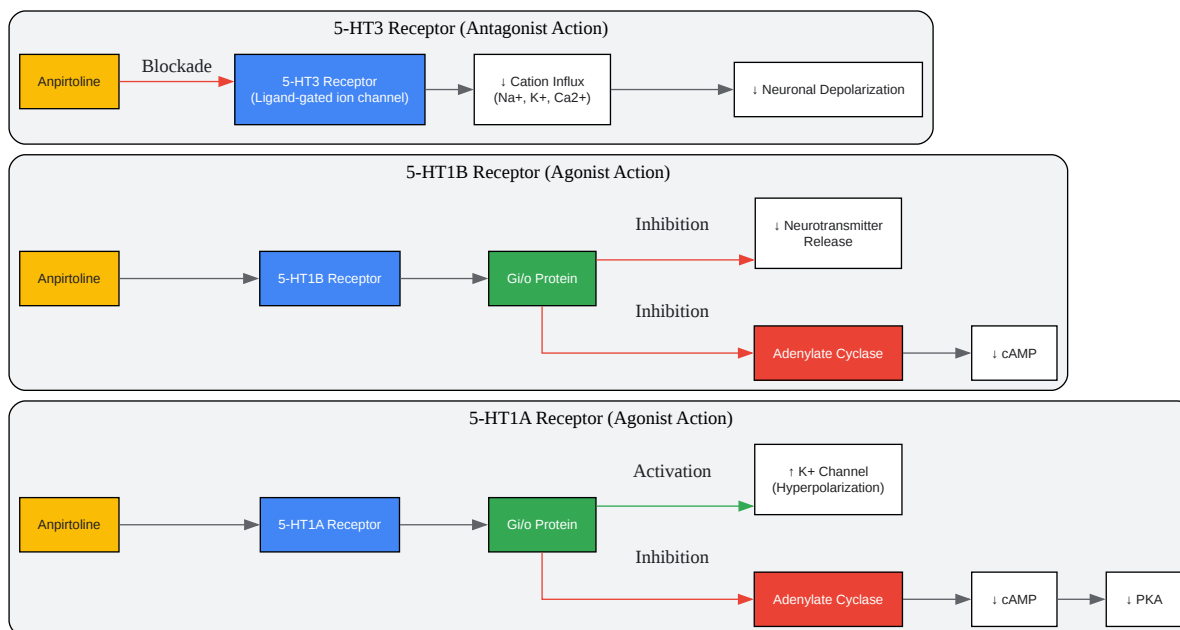 5-HT3 Receptor (Antagonist Action)
Anpirtoline
Blockade
5-HT3 Receptor
(Ligand-gated ion channel)
↓ Cation Influx
(Na+, K+, Ca2+)
↓ Neuronal Depolarization
5-HT1B Receptor (Agonist Action)
Anpirtoline
5-HT1B Receptor
Gi/o Protein
Inhibition
↓ Neurotransmitter
Release
Inhibition
Adenylate Cyclase
↓ cAMP
5-HT1A Receptor (Agonist Action)
Anpirtoline
5-HT1A Receptor
Gi/o Protein
Activation
↑ K+ Channel
(Hyperpolarization)
Inhibition
Adenylate Cyclase
↓ cAMP
↓ PKA